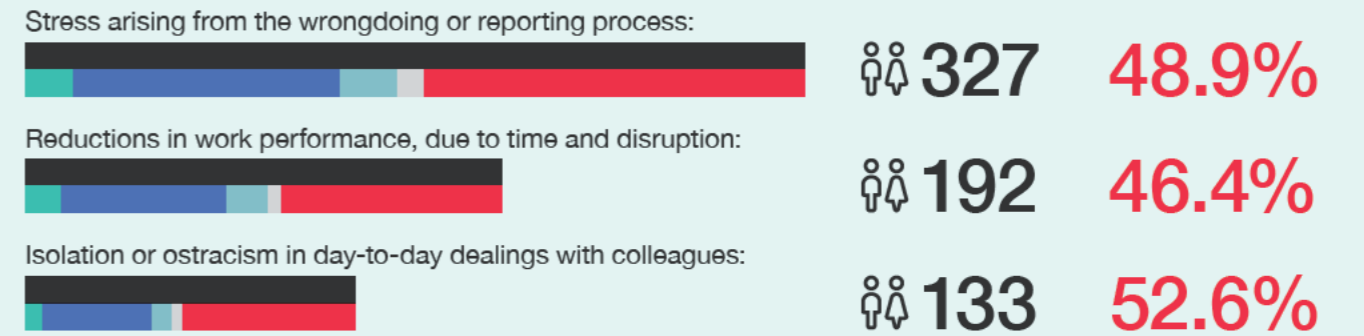 Stress arising from the wrongdoing or reporting process:
327 48.9%
Reductions in work performance, due to time and disruption:
192 46.4%
Isolation or ostracism in day-to-day dealings with colleagues:
133 52.6%